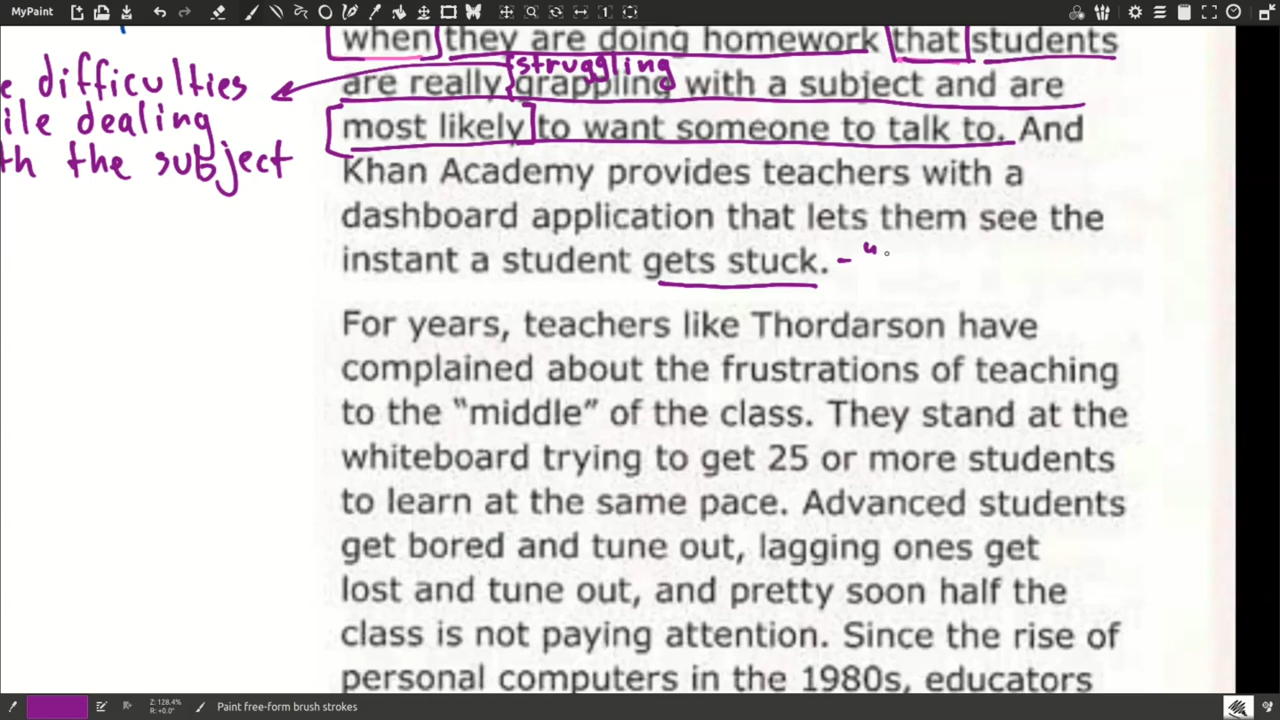 MyPaint
when they are doing homework that students
struggling
are really grappling with a subject and are
most likely to want someone to talk to. And
Khan Academy provides teachers with a
dashboard application that lets them see the
instant a student gets stuck. - "
difficulties
dealing
the subject
For years, teachers like Thordarson have
complained about the frustrations of teaching
to the “middle” of the class. They stand at the
whiteboard trying to get 25 or more students
to learn at the same pace. Advanced students
get bored and tune out, lagging ones get
lost and tune out, and pretty soon half the
class is not paying attention. Since the rise of
personal computers in the 1980s, educators
Z: 128.4%
R: +0.0°
Paint free-form brush strokes